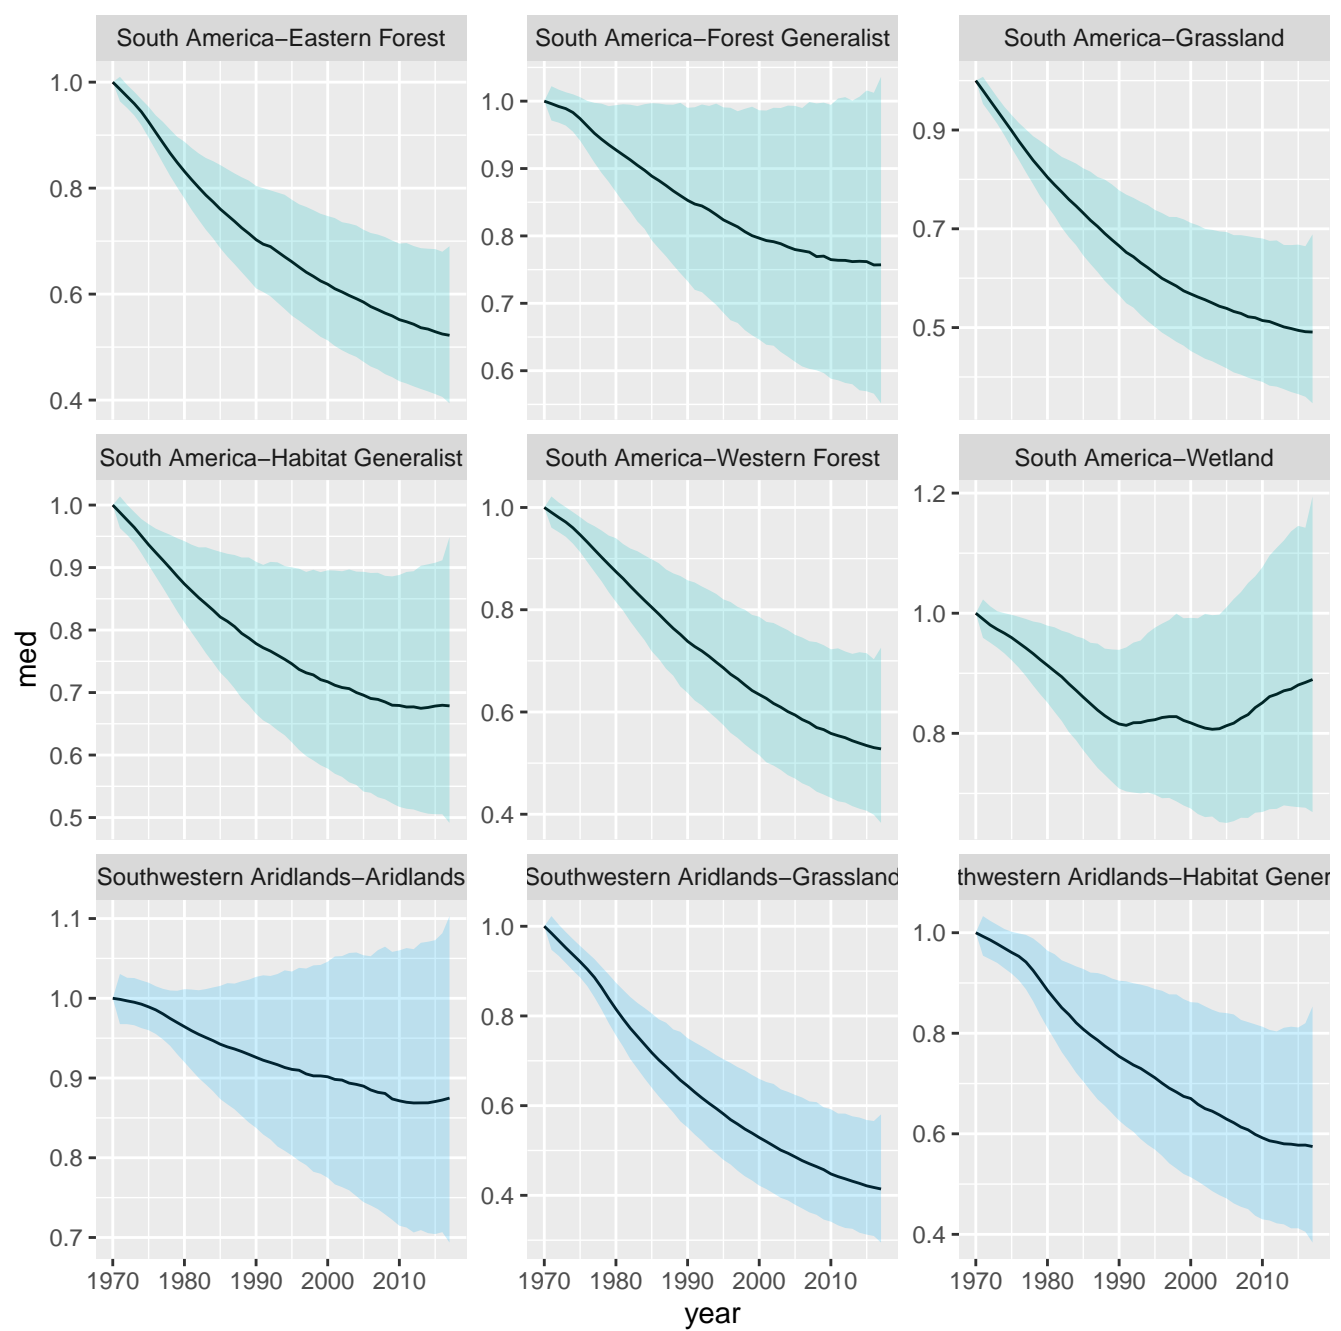 South America–Eastern Forest
South America–Forest Generalist
South America–Grassland
1.0
0.8
0.6
0.4
1.0
0.9
0.8
0.7
0.6
0.9
0.7
0.5
South America–Habitat Generalist
South America–Western Forest
South America–Wetland
1.0
0.9
0.8
0.7
0.6
0.5
1.0
0.8
0.6
0.4
1.2
1.0
0.8
med
Southwestern Aridlands–Aridlands
Southwestern Aridlands–Grassland
thwestern Aridlands–Habitat Gener
1.1
1.0
0.9
0.8
0.7
1.0
0.8
0.6
0.4
1.0
0.8
0.6
0.4
1970 1980 1990 2000 2010
1970 1980 1990 2000 2010
1970 1980 1990 2000 2010
year